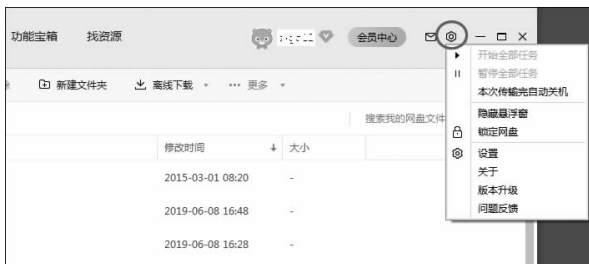 功能宝箱 找资源 会员中心
开始全部任务
暂停全部任务
本次传输完自动关机
隐藏悬浮窗
锁定网盘
设置
关于
版本升级
问题反馈
新建文件夹 离线下载 更多
搜索我的网盘文件
修改时间 大小
2015-03-01 08:20 -
2019-06-08 16:48 -
2019-06-08 16:28 -